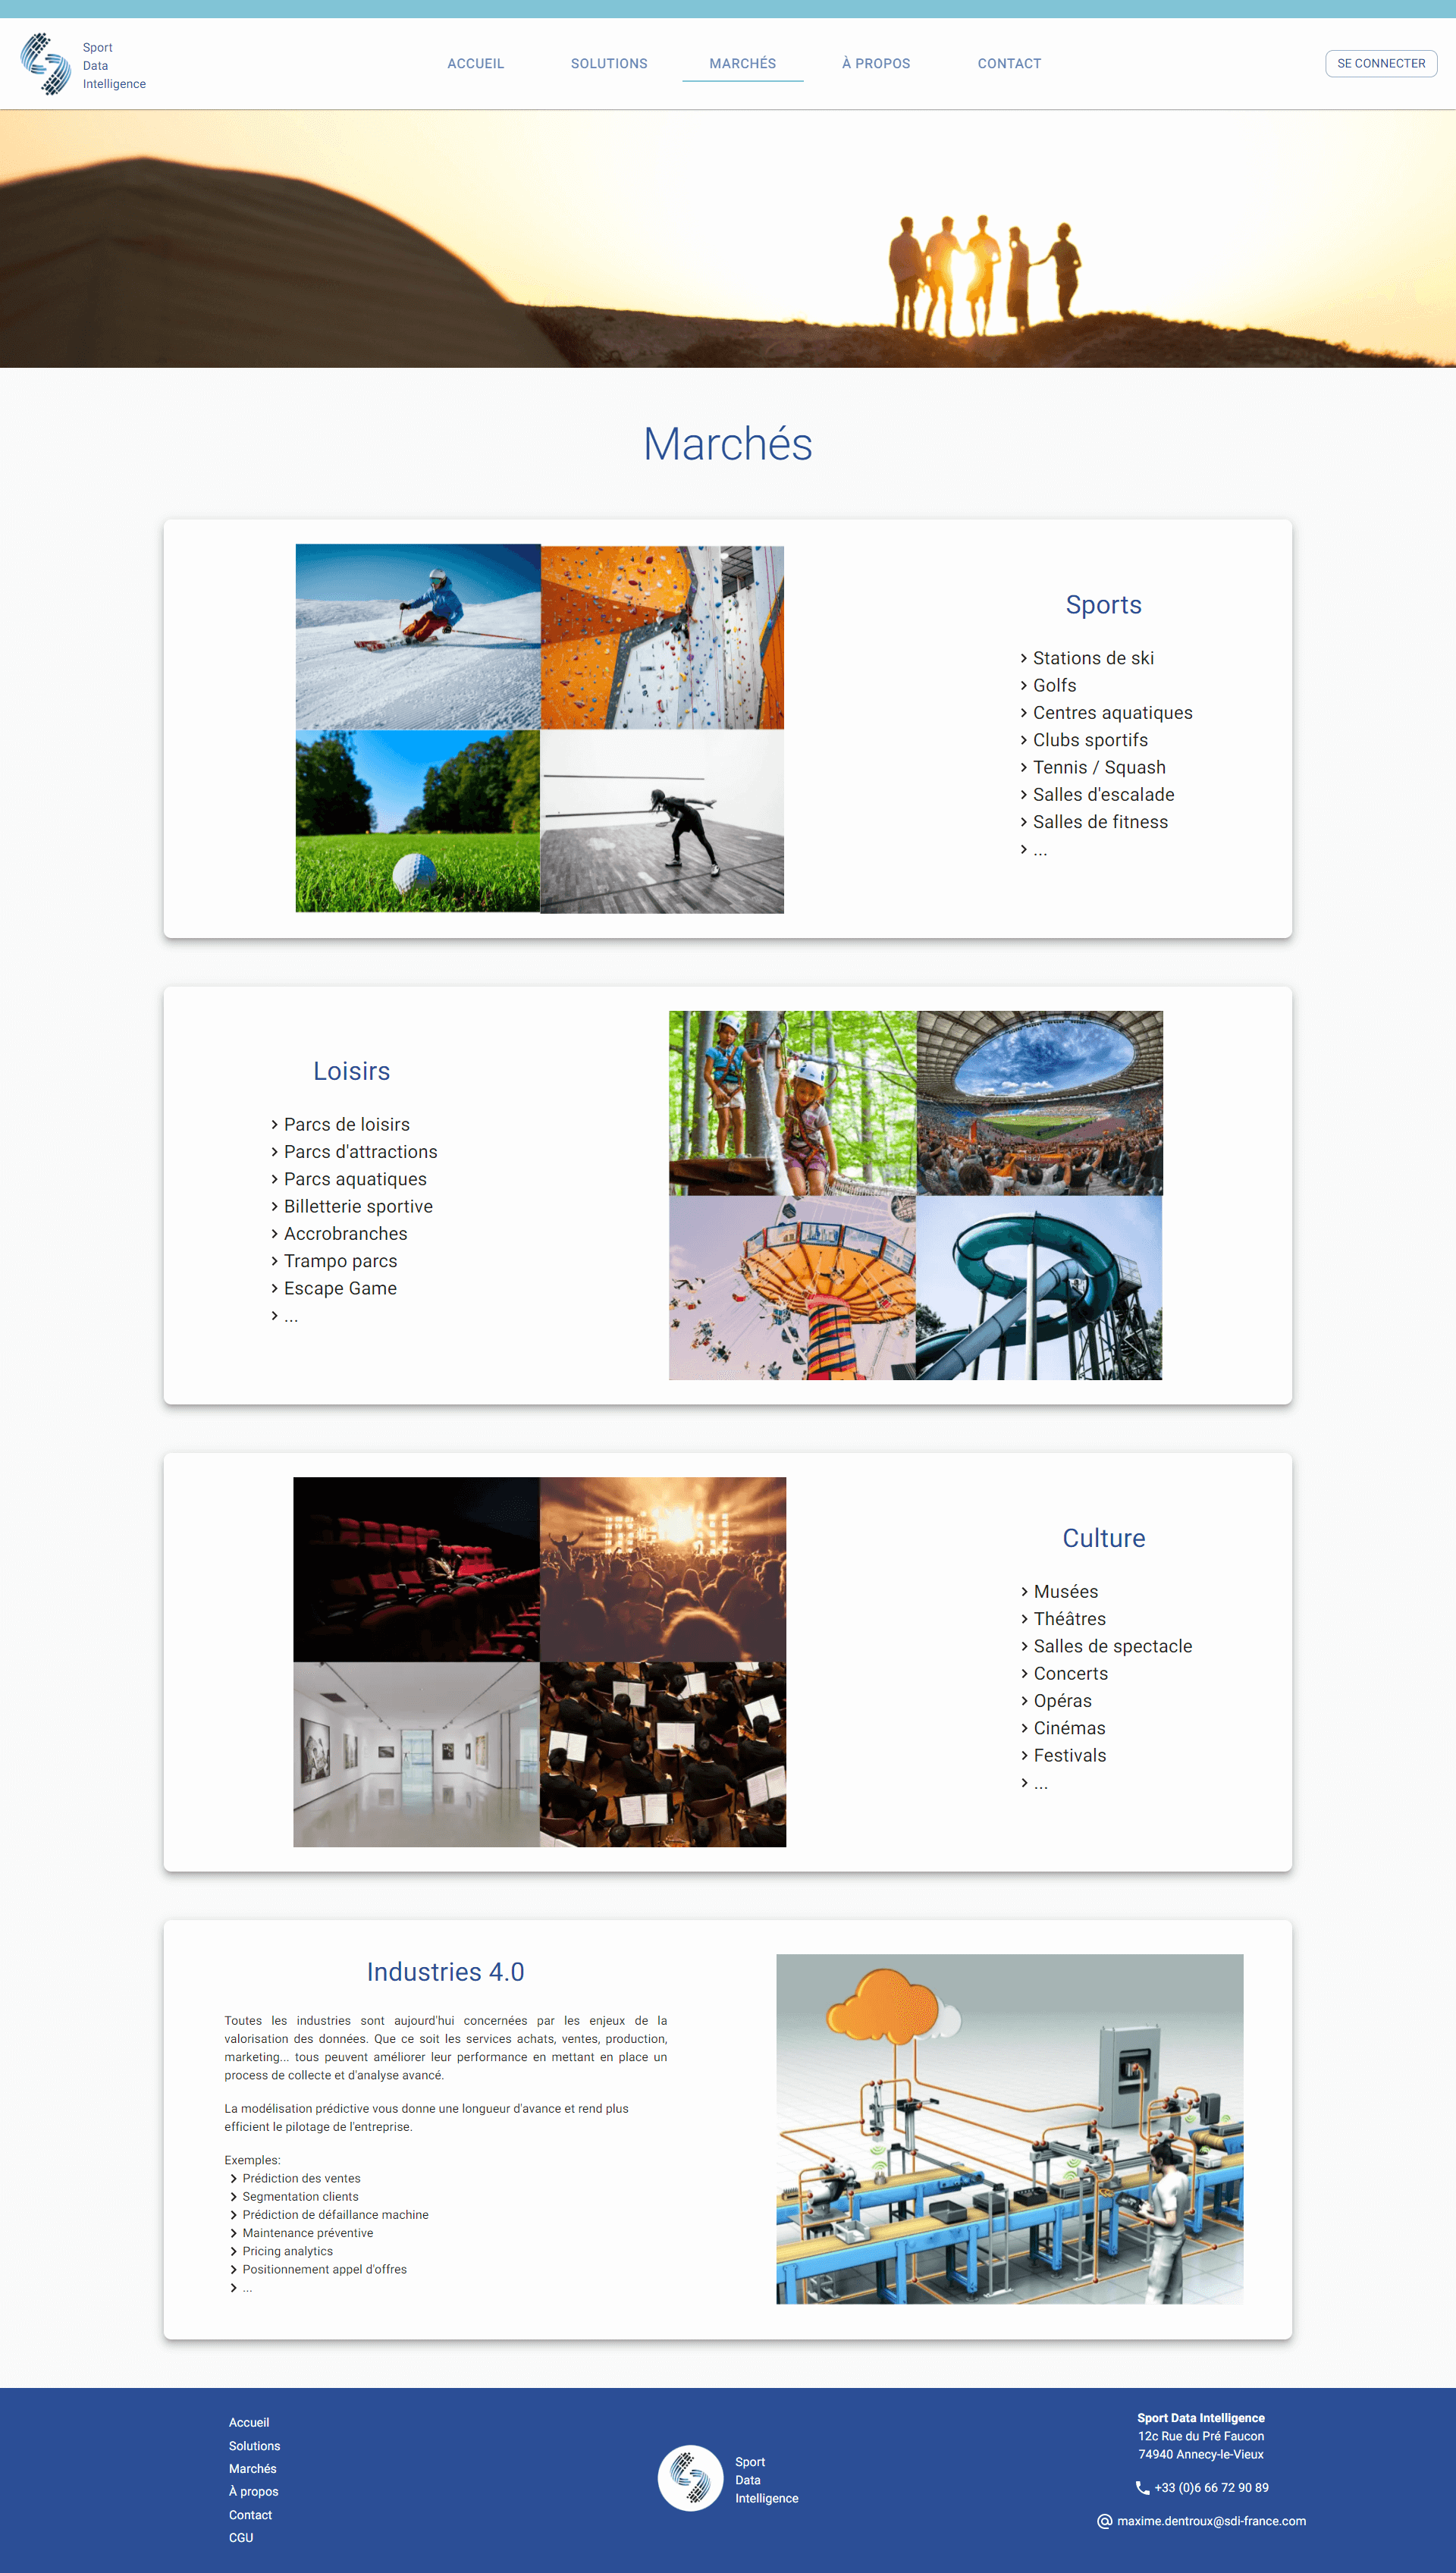 Sport
Data
Intelligence
ACCUEIL
SOLUTIONS
MARCHÉS
À PROPOS
CONTACT
SE CONNECTER
Marchés
Sports
Stations de ski
Golfs
Centres aquatiques
Clubs sportifs
Tennis / Squash
Salles d'escalade
Salles de fitness
...
Loisirs
Parcs de loisirs
Parcs d'attractions
Parcs aquatiques
Billetterie sportive
Accrobranches
Trampo parcs
Escape Game
...
Culture
Musées
Théâtres
Salles de spectacle
Concerts
Opéras
Cinémas
Festivals
...
Industries 4.0
Toutes les industries sont aujourd'hui concernées par les enjeux de la
valorisation des données. Que ce soit les services achats, ventes, production,
marketing... tous peuvent améliorer leur performance en mettant en place un
process de collecte et d'analyse avancé.
La modélisation prédictive vous donne une longueur d'avance et rend plus
efficient le pilotage de l'entreprise.
Exemples:
Prédiction des ventes
Segmentation clients
Prédiction de défaillance machine
Maintenance préventive
Pricing analytics
Positionnement appel d'offres
...
Accueil
Solutions
Marchés
À propos
Contact
CGU
Sport
Data
Intelligence
Sport Data Intelligence
12c Rue du Pré Faucon
74940 Annecy-le-Vieux
+33 (0)6 66 72 90 89
maxime.dentroux@sdi-france.com